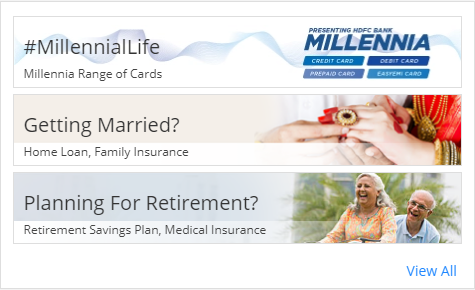 #MillennialLife
Millennia Range of Cards
PRESENTING HDFC BANK
MILLENNIA
CREDIT CARD
DEBIT CARD
PREPAID CARD
EASYEMI CARD
Getting Married?
Home Loan, Family Insurance
Planning For Retirement?
Retirement Savings Plan, Medical Insurance
View All